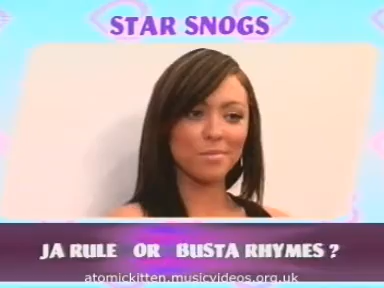 STAR SNOGS
JA RULE OR BUSTA RHYMES ?
atomickitten.musicvideos.org.uk